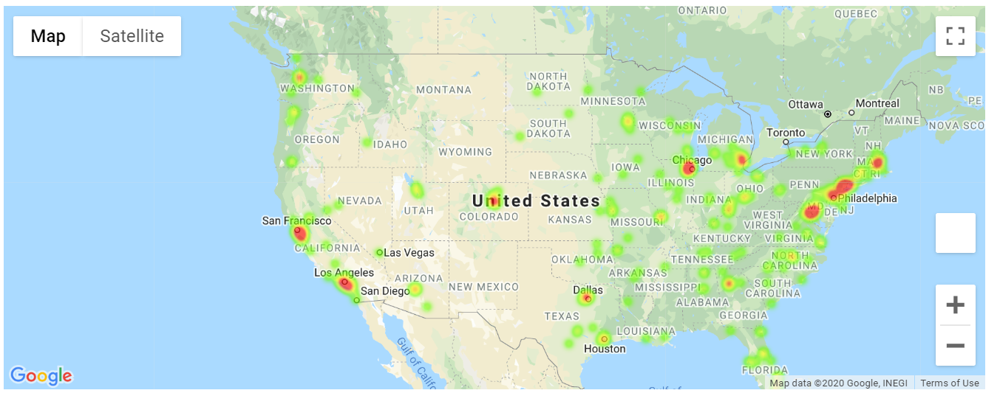 Map
Satellite
ONTARIO
QUEBEC
WASHINGTON
MONTANA
NORTH
DAKOTA
MINNESOTA
Ottawa
Montreal
NB
PE
MAINE
NOVA SCO
SOUTH
DAKOTA
WISCONSIN
VT
Toronto
OREGON
IDAHO
MICHIGAN
NH
WYOMING
NEW YORK
MA
Chicago
IOWA
CT RI
NEBRASKA
ILLINOIS
PENN
OHIO
NEVADA
United States
INDIANA
Philadelphia
UTAH
COLORADO
MD
DE
NJ
San Francisco
KANSAS
MISSOURI
WEST
VIRGINIA
CALIFORNIA
KENTUCKY
VIRGINIA
Las Vegas
OKLAHOMA
TENNESSEE
NORTH
CAROLINA
Los Angeles
ARIZONA
NEW MEXICO
ARKANSAS
MISSISSIPPI
SOUTH
CAROLINA
San Diego
Dallas
ALABAMA
TEXAS
GEORGIA
LOUISIANA
Houston
Gulf of Califo
FLORIDA
Google
Gulf of
Map data ©2020 Google, INEGI
Terms of Use